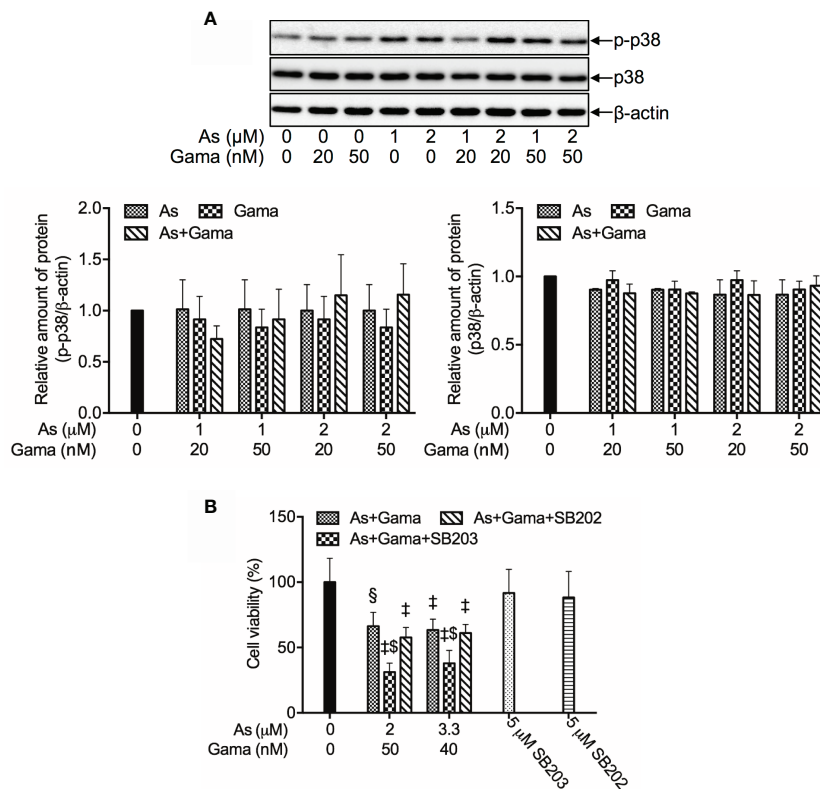 A
p-p38
p38
β-actin
As (μM) 0 0 0 1 2 1 2 1 2
Gama (nM) 0 20 50 0 0 20 20 50 50
Relative amount of protein
(p-p38/β-actin)
2.0
1.5
1.0
0.5
0.0
As Gama
As+Gama
As (μM) 0 1 1 2 2
Gama (nM) 0 20 50 20 50
Relative amount of protein
(p38/β-actin)
1.5
1.0
0.5
0.0
As Gama
As+Gama
As (μM) 0 1 1 2 2
Gama (nM) 0 20 50 20 50
B
Cell viability (%)
150
100
50
0
As+Gama As+Gama+SB202
As+Gama+SB203
§ ‡$ ‡ ‡ ‡$ ‡
As (μM) 0 2 3.3
Gama (nM) 0 50 40
5 μM SB203
5 μM SB202